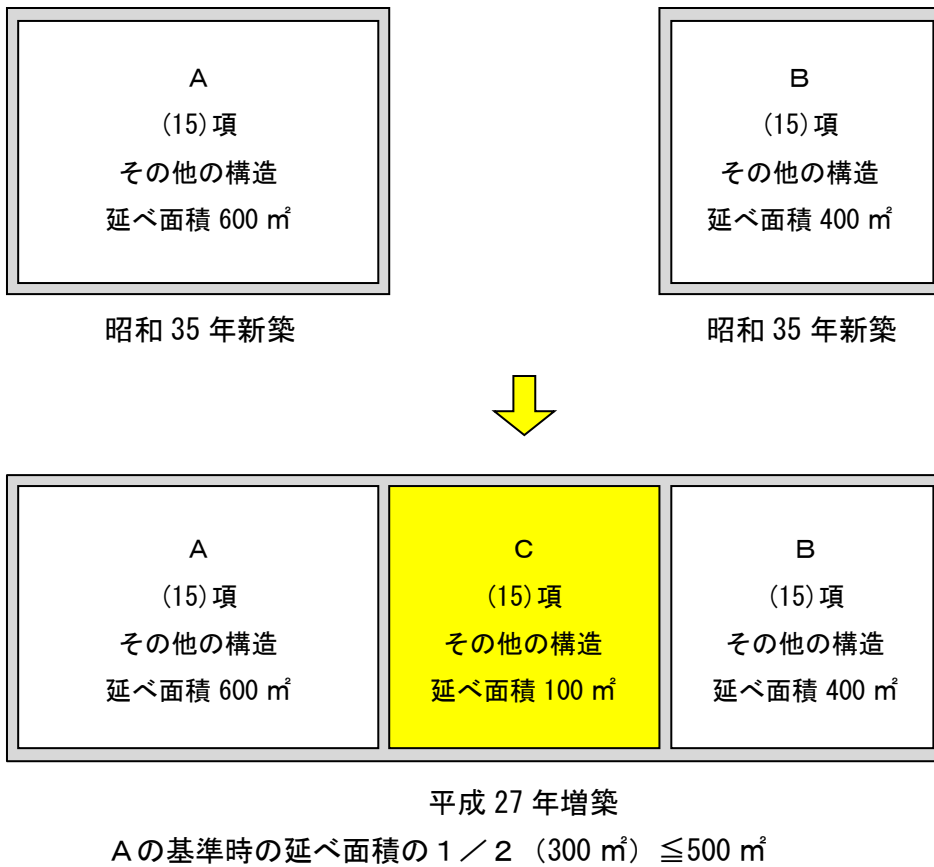 A
(15)項
その他の構造
延べ面積 600 ㎡
B
(15)項
その他の構造
延べ面積 400 ㎡
昭和 35 年新築
昭和 35 年新築
A
(15)項
その他の構造
延べ面積 600 ㎡
C
(15)項
その他の構造
延べ面積 100 ㎡
B
(15)項
その他の構造
延べ面積 400 ㎡
平成 27 年増築
Aの基準時の延べ面積の1/2 (300 ㎡) ≦500 ㎡